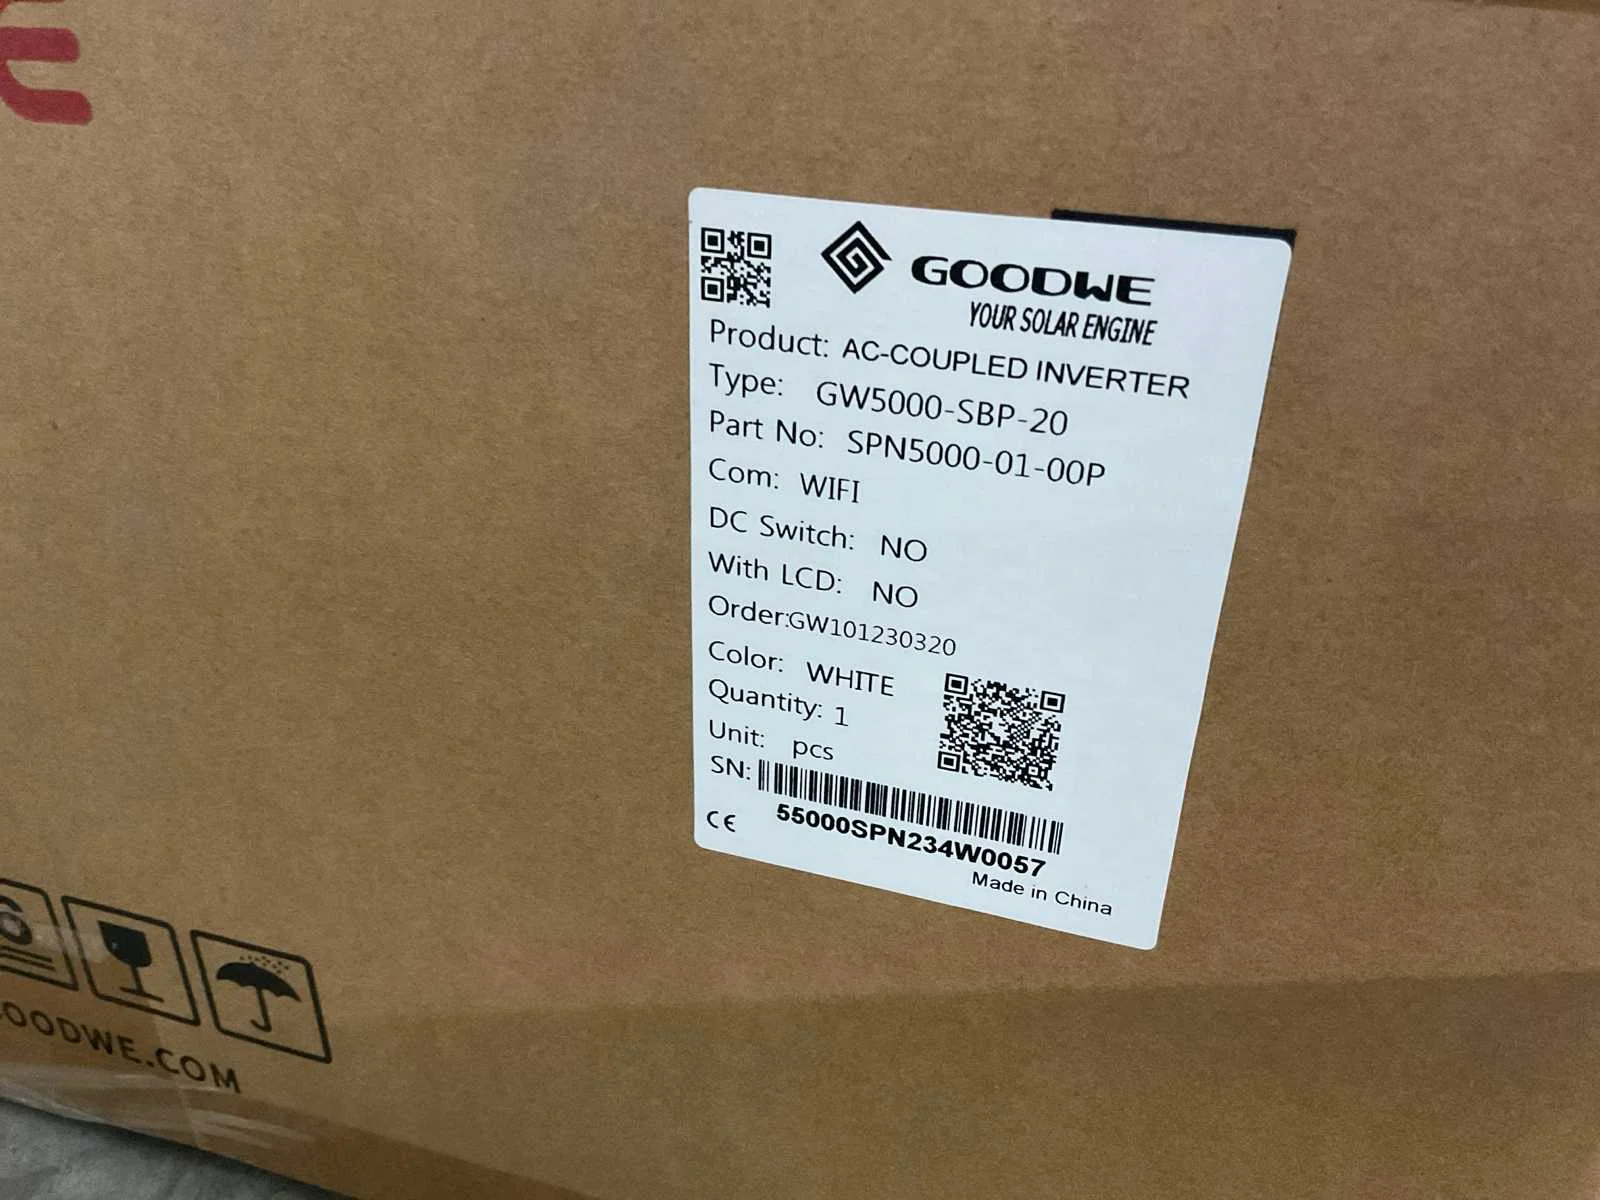 GOODWE
YOUR SOLAR ENGINE
Product: AC-COUPLED INVERTER
Type: GW5000-SBP-20
Part No: SPN5000-01-00P
Com: WIFI
DC Switch: NO
With LCD: NO
Order:GW101230320
Color: WHITE
Quantity: 1
Unit: pcs
SN:
55000SPN234W0057
CE
Made in China
OODWE.COM
E